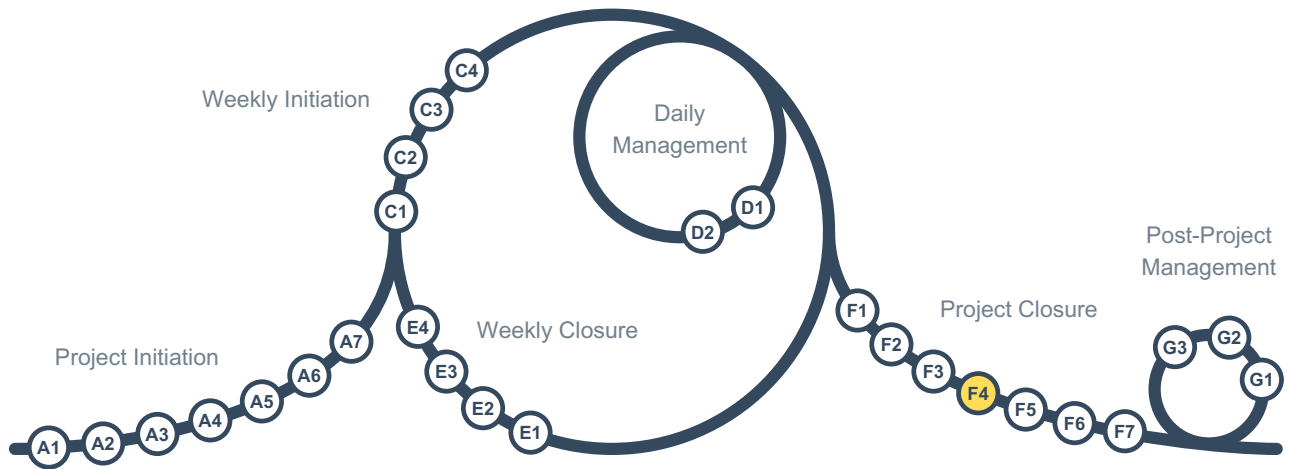 Project Initiation
A1
A2
A3
A4
A5
A6
A7
Weekly Initiation
C1
C2
C3
C4
Daily
Management
D1
D2
Weekly Closure
E1
E2
E3
E4
Project Closure
F1
F2
F3
F4
F5
F6
F7
Post-Project
Management
G1
G2
G3